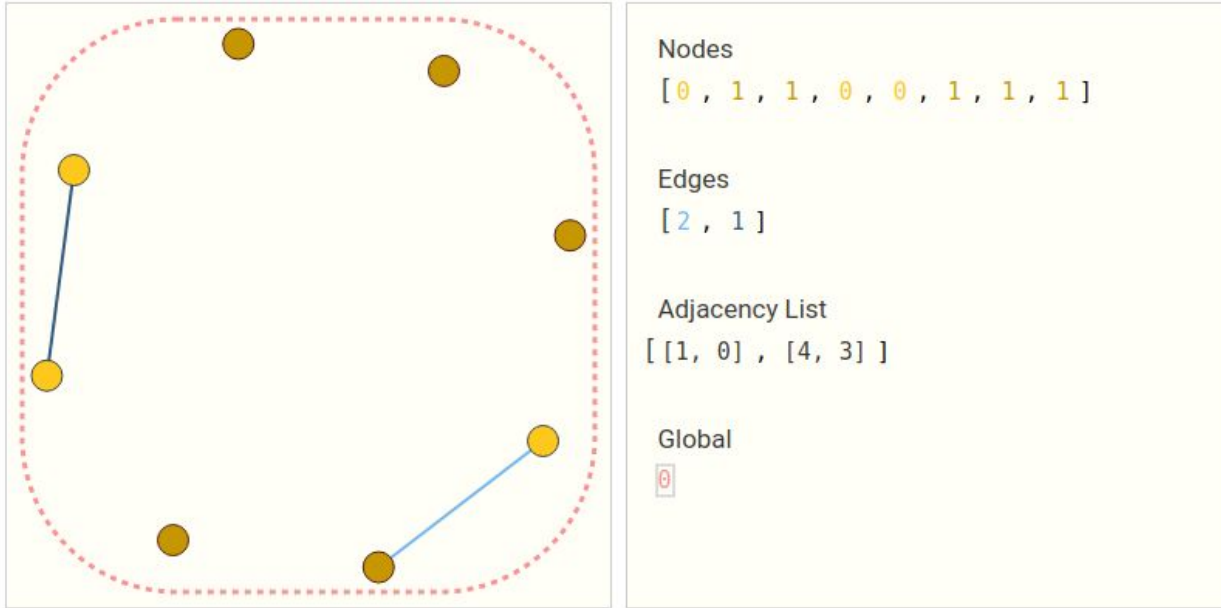 Nodes
[0 , 1 , 1 , 0 , 0 , 1 , 1 , 1 ]
Edges
[2 , 1 ]
Adjacency List
[[1, 0] , [4, 3] ]
Global
0